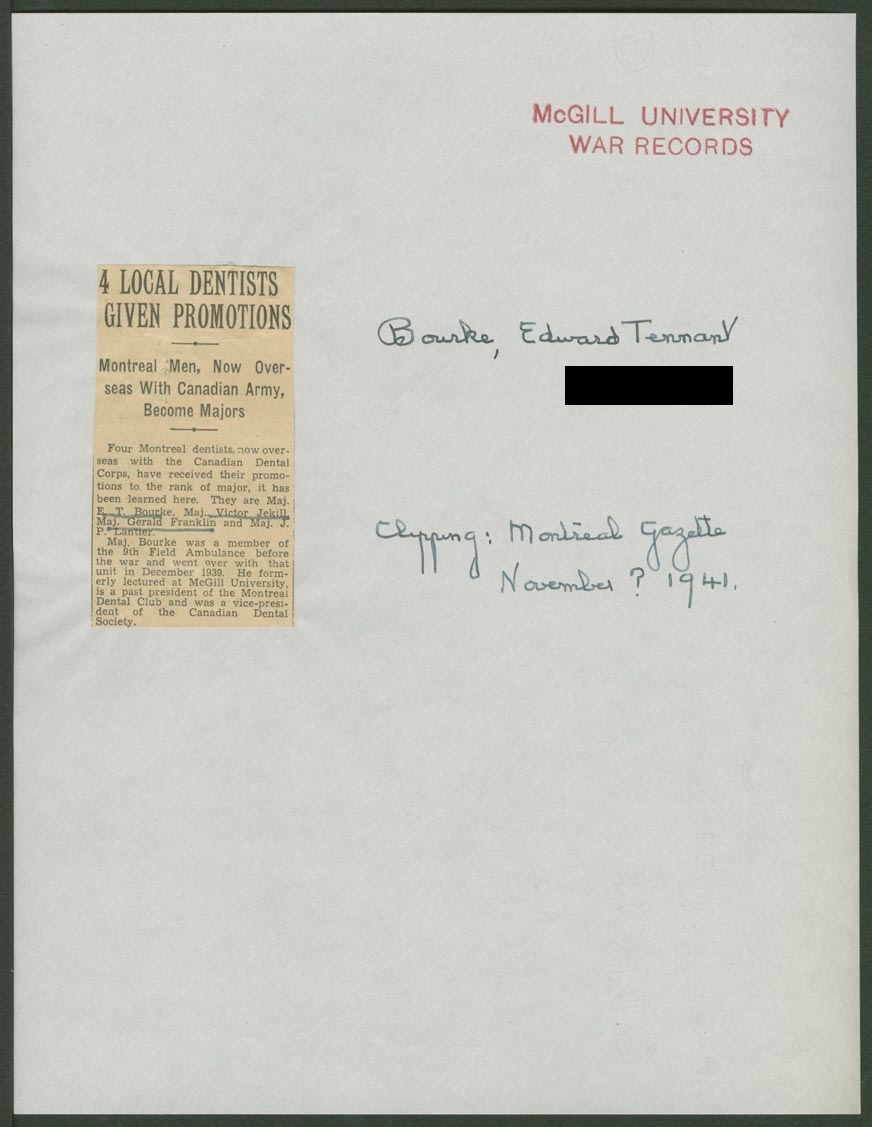 McGILL UNIVERSITY
WAR RECORDS
4 LOCAL DENTISTS
GIVEN PROMOTIONS
Montreal Men, Now Over-
seas With Canadian Army,
Become Majors
Four Montreal dentists, now over-
seas with the Canadian Dental
Corps, have received their promo-
tions to the rank of major, it has
been learned here. They are Maj.
E. T. Bourke, Maj. Victor Jekill,
Maj. Gerald Franklin and Maj. J.
P. Lantier.
Maj. Bourke was a member of
the 9th Field Ambulance before
the war and went over with that
unit in December 1939. He form-
erly lectured at McGill University,
is a past president of the Montreal
Dental Club and was a vice-presi-
dent of the Canadian Dental
Society.
Bourke, Edward Tennant
Clipping: Montreal Gazette
November ? 1941.